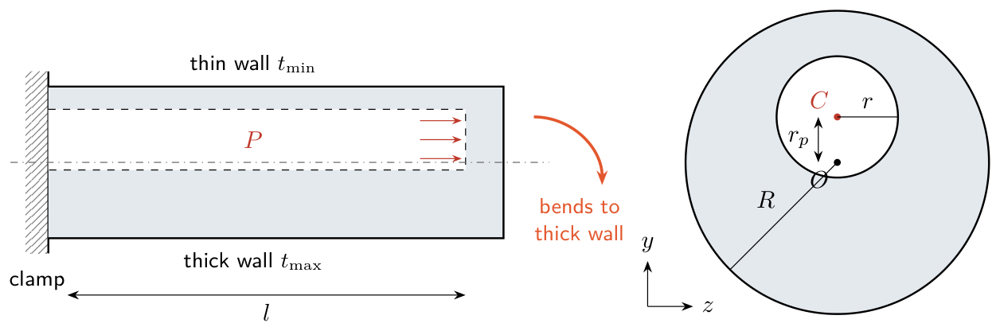 thin wall t_min
P
bends to
thick wall
thick wall t_max
clamp
l
C
r
r_p
O
R
y
z